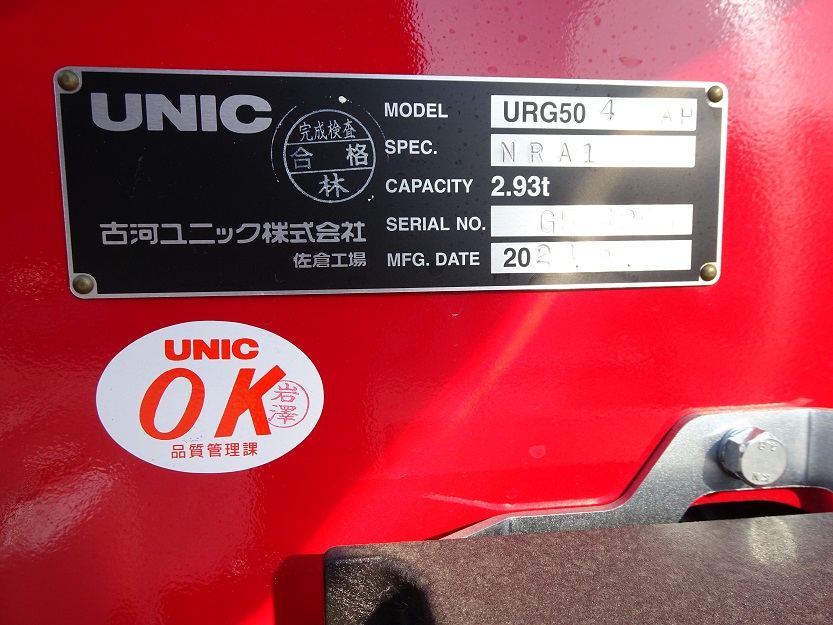 UNIC
完成検査
合格
林
古河ユニック株式会社
佐倉工場
MODEL URG50 4 AH
SPEC. NRA1
CAPACITY 2.93t
SERIAL NO.
MFG. DATE 20
UNIC
OK
岩澤
品質管理課